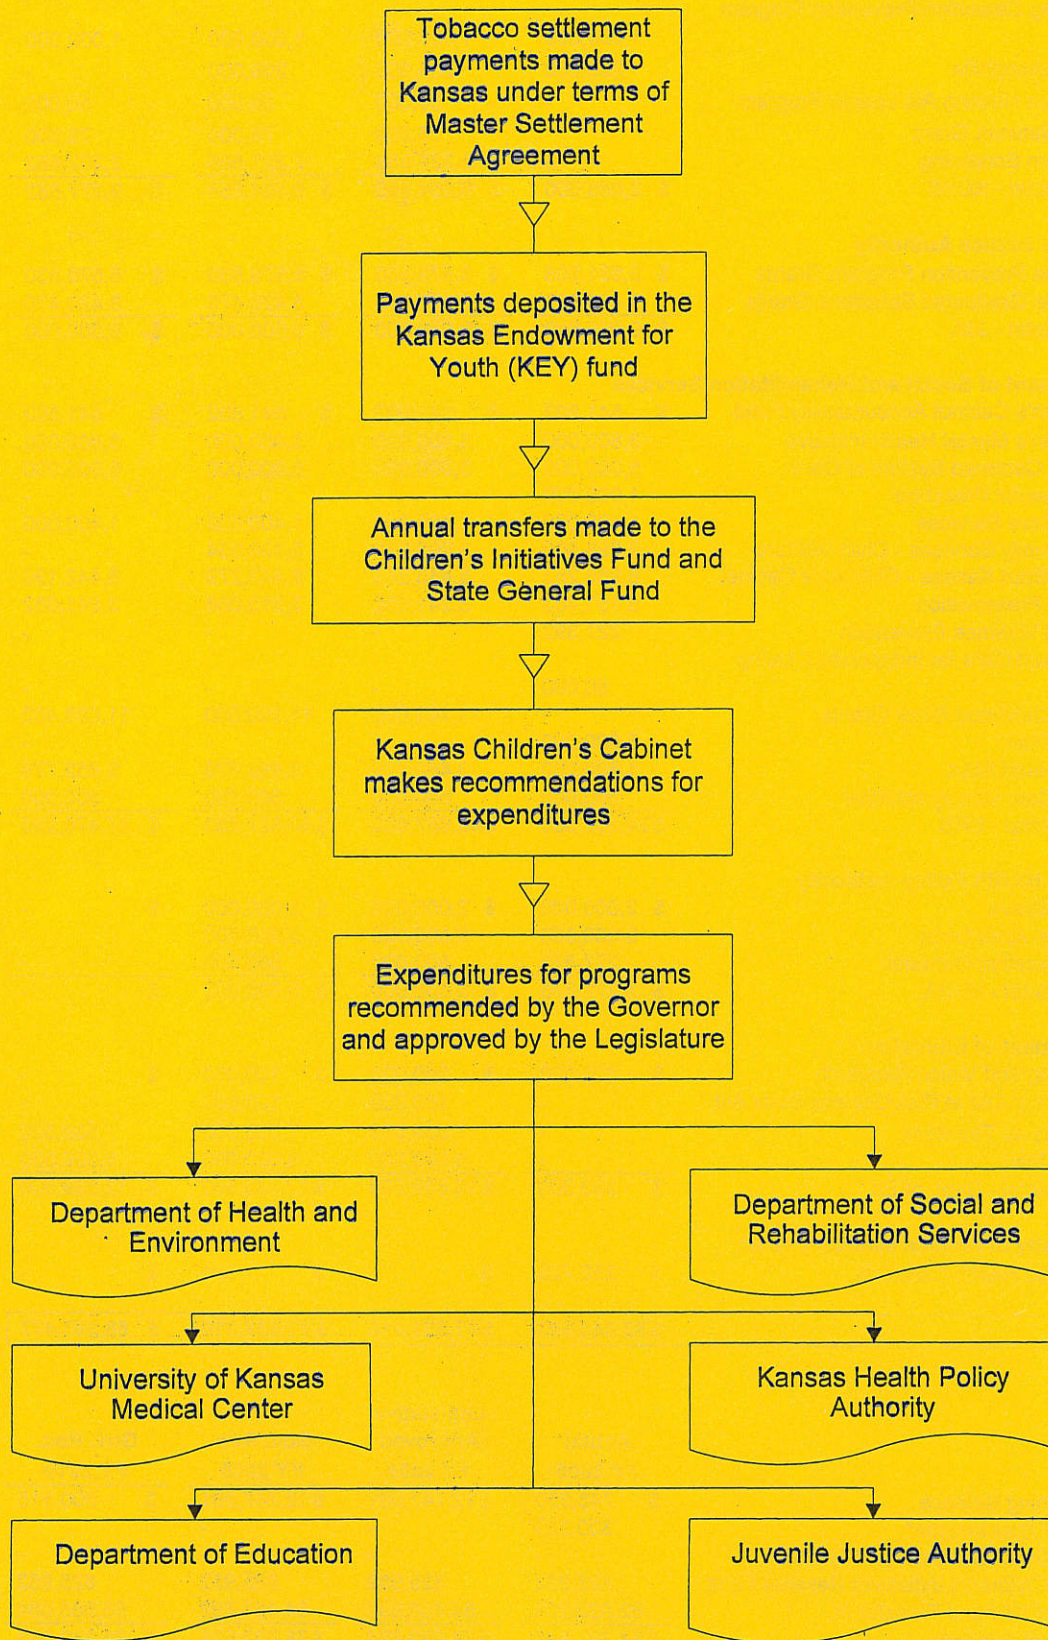 Tobacco settlement
payments made to
Kansas under terms of
Master Settlement
Agreement
Payments deposited in the
Kansas Endowment for
Youth (KEY) fund
Annual transfers made to the
Children's Initiatives Fund and
State General Fund
Kansas Children's Cabinet
makes recommendations for
expenditures
Expenditures for programs
recommended by the Governor
and approved by the Legislature
Department of Health and
Environment
Department of Social and
Rehabilitation Services
University of Kansas
Medical Center
Kansas Health Policy
Authority
Department of Education
Juvenile Justice Authority